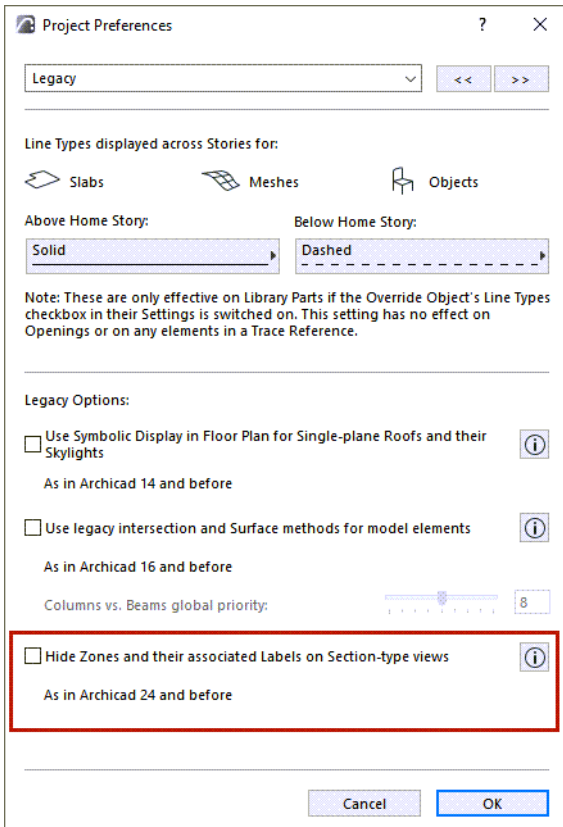 Project Preferences
?
Legacy
<<
>>
Line Types displayed across Stories for:
Slabs
Meshes
Objects
Above Home Story:
Below Home Story:
Solid
Dashed
Note: These are only effective on Library Parts if the Override Object's Line Types
checkbox in their Settings is switched on. This setting has no effect on
Openings or on any elements in a Trace Reference.
Legacy Options:
Use Symbolic Display in Floor Plan for Single-plane Roofs and their
Skylights
As in Archicad 14 and before
Use legacy intersection and Surface methods for model elements
As in Archicad 16 and before
Columns vs. Beams global priority:
8
Hide Zones and their associated Labels on Section-type views
As in Archicad 24 and before
Cancel
OK